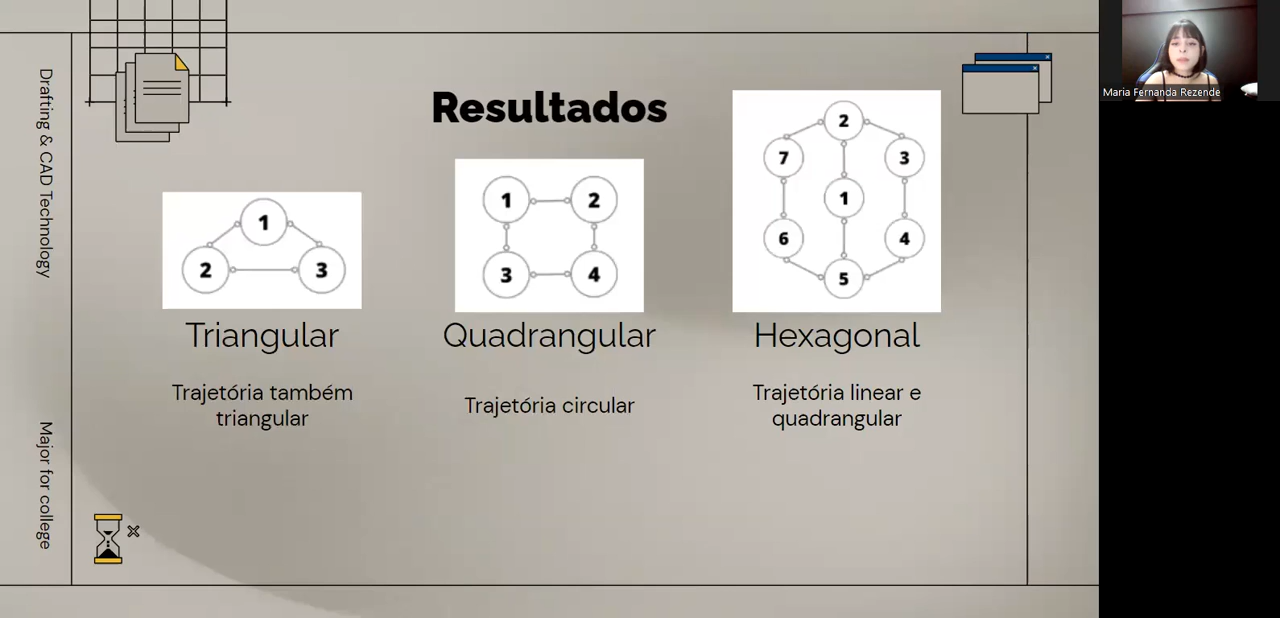 Drafting & CAD Technology
Major for college
Resultados
1
2
3
Triangular
Trajetória também
triangular
1
2
3
4
Quadrangular
Trajetória circular
2
7
3
1
6
4
5
Hexagonal
Trajetória linear e
quadrangular
Maria Fernanda Rezende